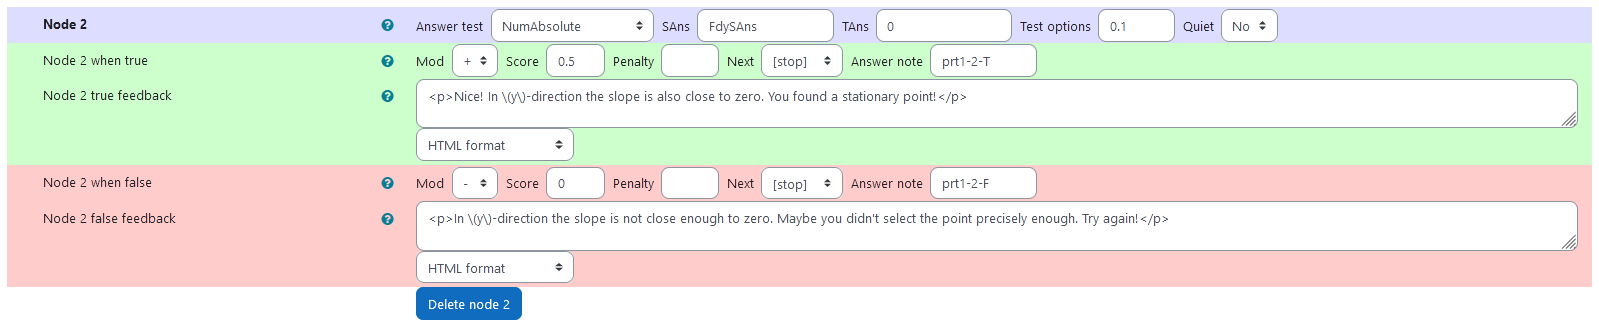 Node 2 Answer test NumAbsolute SAns FdySAns TAns 0 Test options 0.1 Quiet No
Node 2 when true Mod + Score 0.5 Penalty Next [stop] Answer note prt1-2-T
Node 2 true feedback <p>Nice! In \(y\)-direction the slope is also close to zero. You found a stationary point!</p>
HTML format
Node 2 when false Mod - Score 0 Penalty Next [stop] Answer note prt1-2-F
Node 2 false feedback <p>In \(y\)-direction the slope is not close enough to zero. Maybe you didn't select the point precisely enough. Try again!</p>
HTML format
Delete node 2